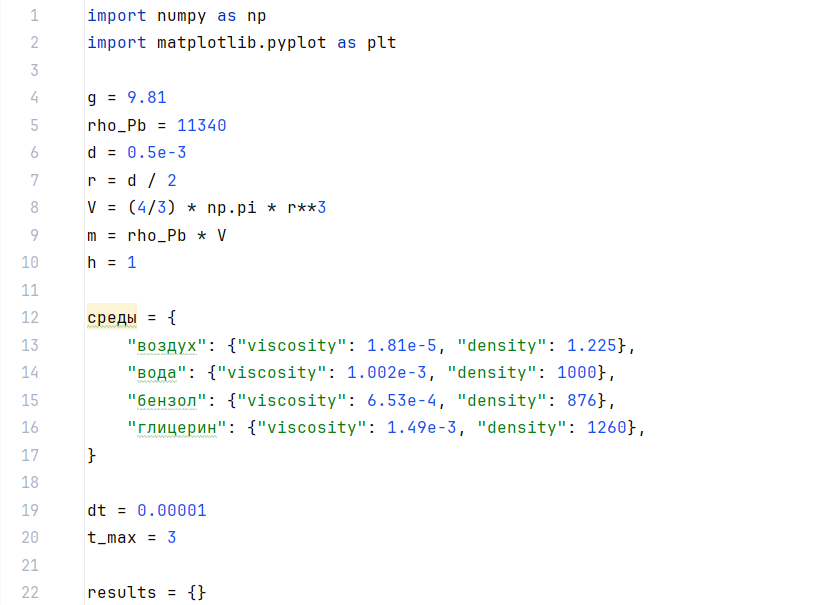 1 import numpy as np
2 import matplotlib.pyplot as plt
3
4 g = 9.81
5 rho_Pb = 11340
6 d = 0.5e-3
7 r = d / 2
8 V = (4/3) * np.pi * r**3
9 m = rho_Pb * V
10 h = 1
11
12 среды = {
13     "воздух": {"viscosity": 1.81e-5, "density": 1.225},
14     "вода": {"viscosity": 1.002e-3, "density": 1000},
15     "бензол": {"viscosity": 6.53e-4, "density": 876},
16     "глицерин": {"viscosity": 1.49e-3, "density": 1260},
17 }
18
19 dt = 0.00001
20 t_max = 3
21
22 results = {}